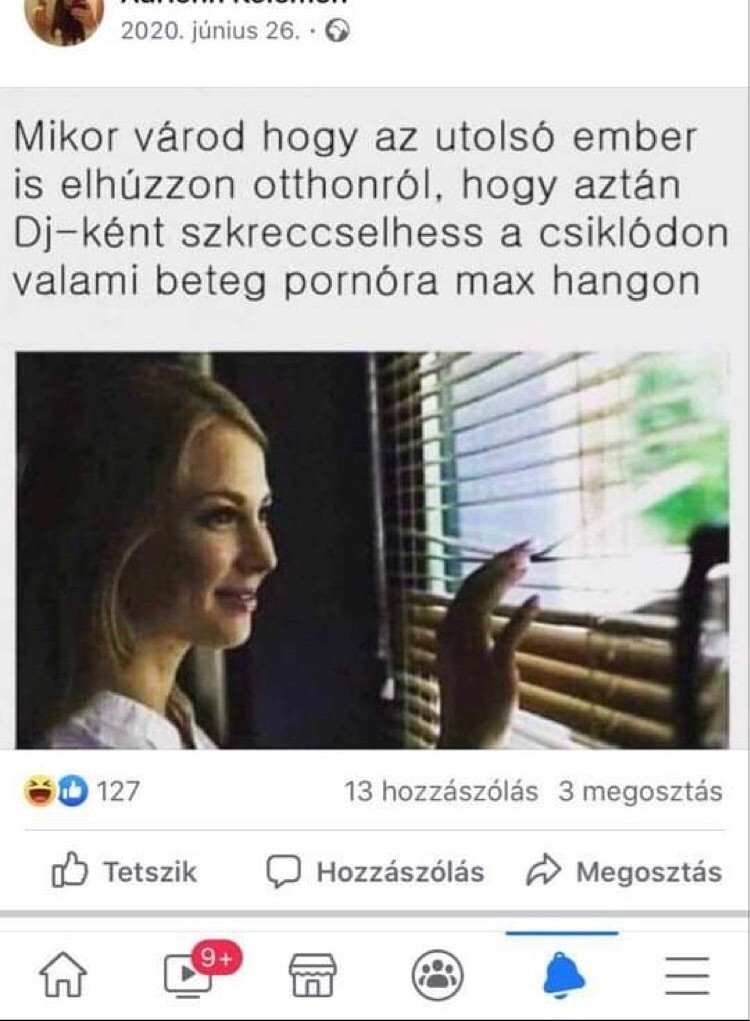 2020. június 26. ·
Mikor várod hogy az utolsó ember
is elhúzzon otthonról, hogy aztán
Dj-ként szkreccselhess a csiklódon
valami beteg pornóra max hangon
127
13 hozzászólás 3 megosztás
Tetszik Hozzászólás Megosztás
9+